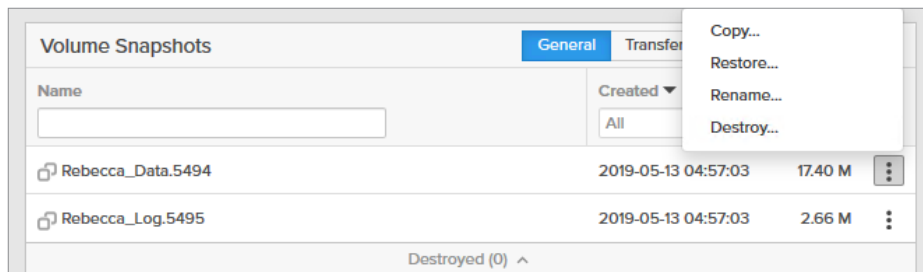 Volume Snapshots
General
Transfer
Copy...
Restore...
Rename...
Destroy...
Name
Created
All
Rebecca_Data.5494 2019-05-13 04:57:03 17.40 M
Rebecca_Log.5495 2019-05-13 04:57:03 2.66 M
Destroyed (0)